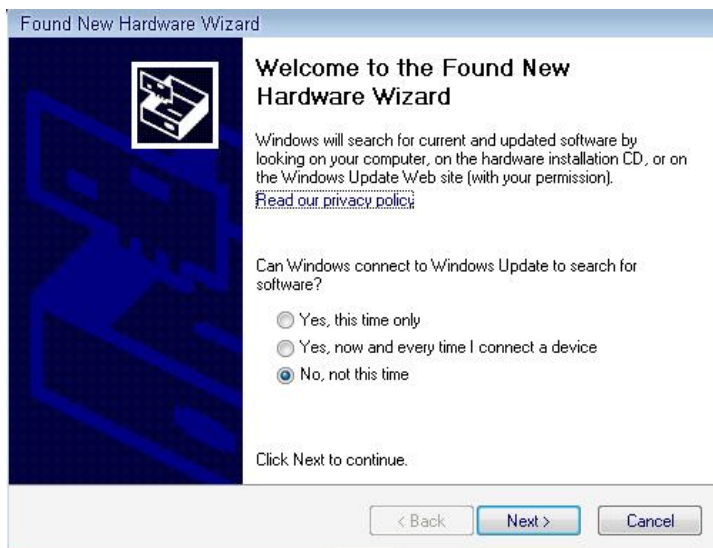 Found New Hardware Wizard
Welcome to the Found New
Hardware Wizard
Windows will search for current and updated software by
looking on your computer, on the hardware installation CD, or on
the Windows Update Web site (with your permission).
Read our privacy policy
Can Windows connect to Windows Update to search for
software?
Yes, this time only
Yes, now and every time I connect a device
No, not this time
Click Next to continue.
< Back
Next >
Cancel